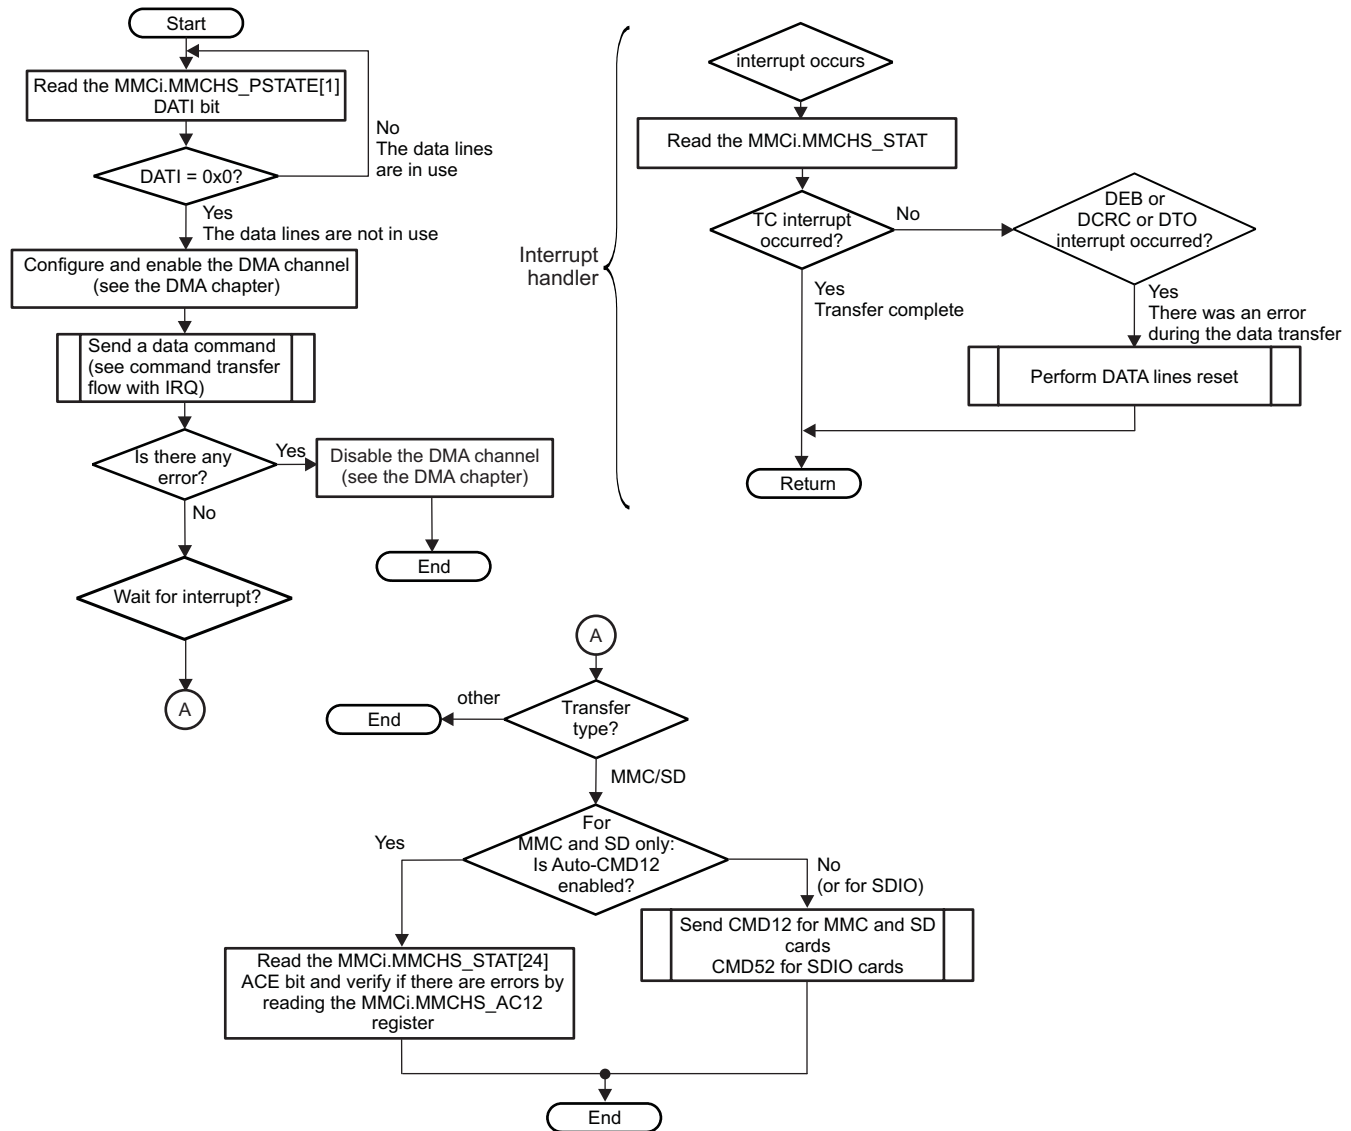 Start
Read the MMCi.MMCHS_PSTATE[1]
DATI bit
No
The data lines
are in use
DATI = 0x0?
Yes
The data lines are not in use
Configure and enable the DMA channel
(see the DMA chapter)
Send a data command
(see command transfer
flow with IRQ)
Is there any
error?
Yes
Disable the DMA channel
(see the DMA chapter)
No
End
Wait for interrupt?
A
Interrupt
handler
interrupt occurs
Read the MMCi.MMCHS_STAT
TC interrupt
occurred?
No
DEB or
DCRC or DTO
interrupt occurred?
Yes
Transfer complete
Yes
There was an error
during the data transfer
Perform DATA lines reset
Return
A
Transfer
type?
other
End
MMC/SD
For
MMC and SD only:
Is Auto-CMD12
enabled?
Yes
No
(or for SDIO)
Read the MMCi.MMCHS_STAT[24]
ACE bit and verify if there are errors by
reading the MMCi.MMCHS_AC12
register
Send CMD12 for MMC and SD
cards
CMD52 for SDIO cards
End